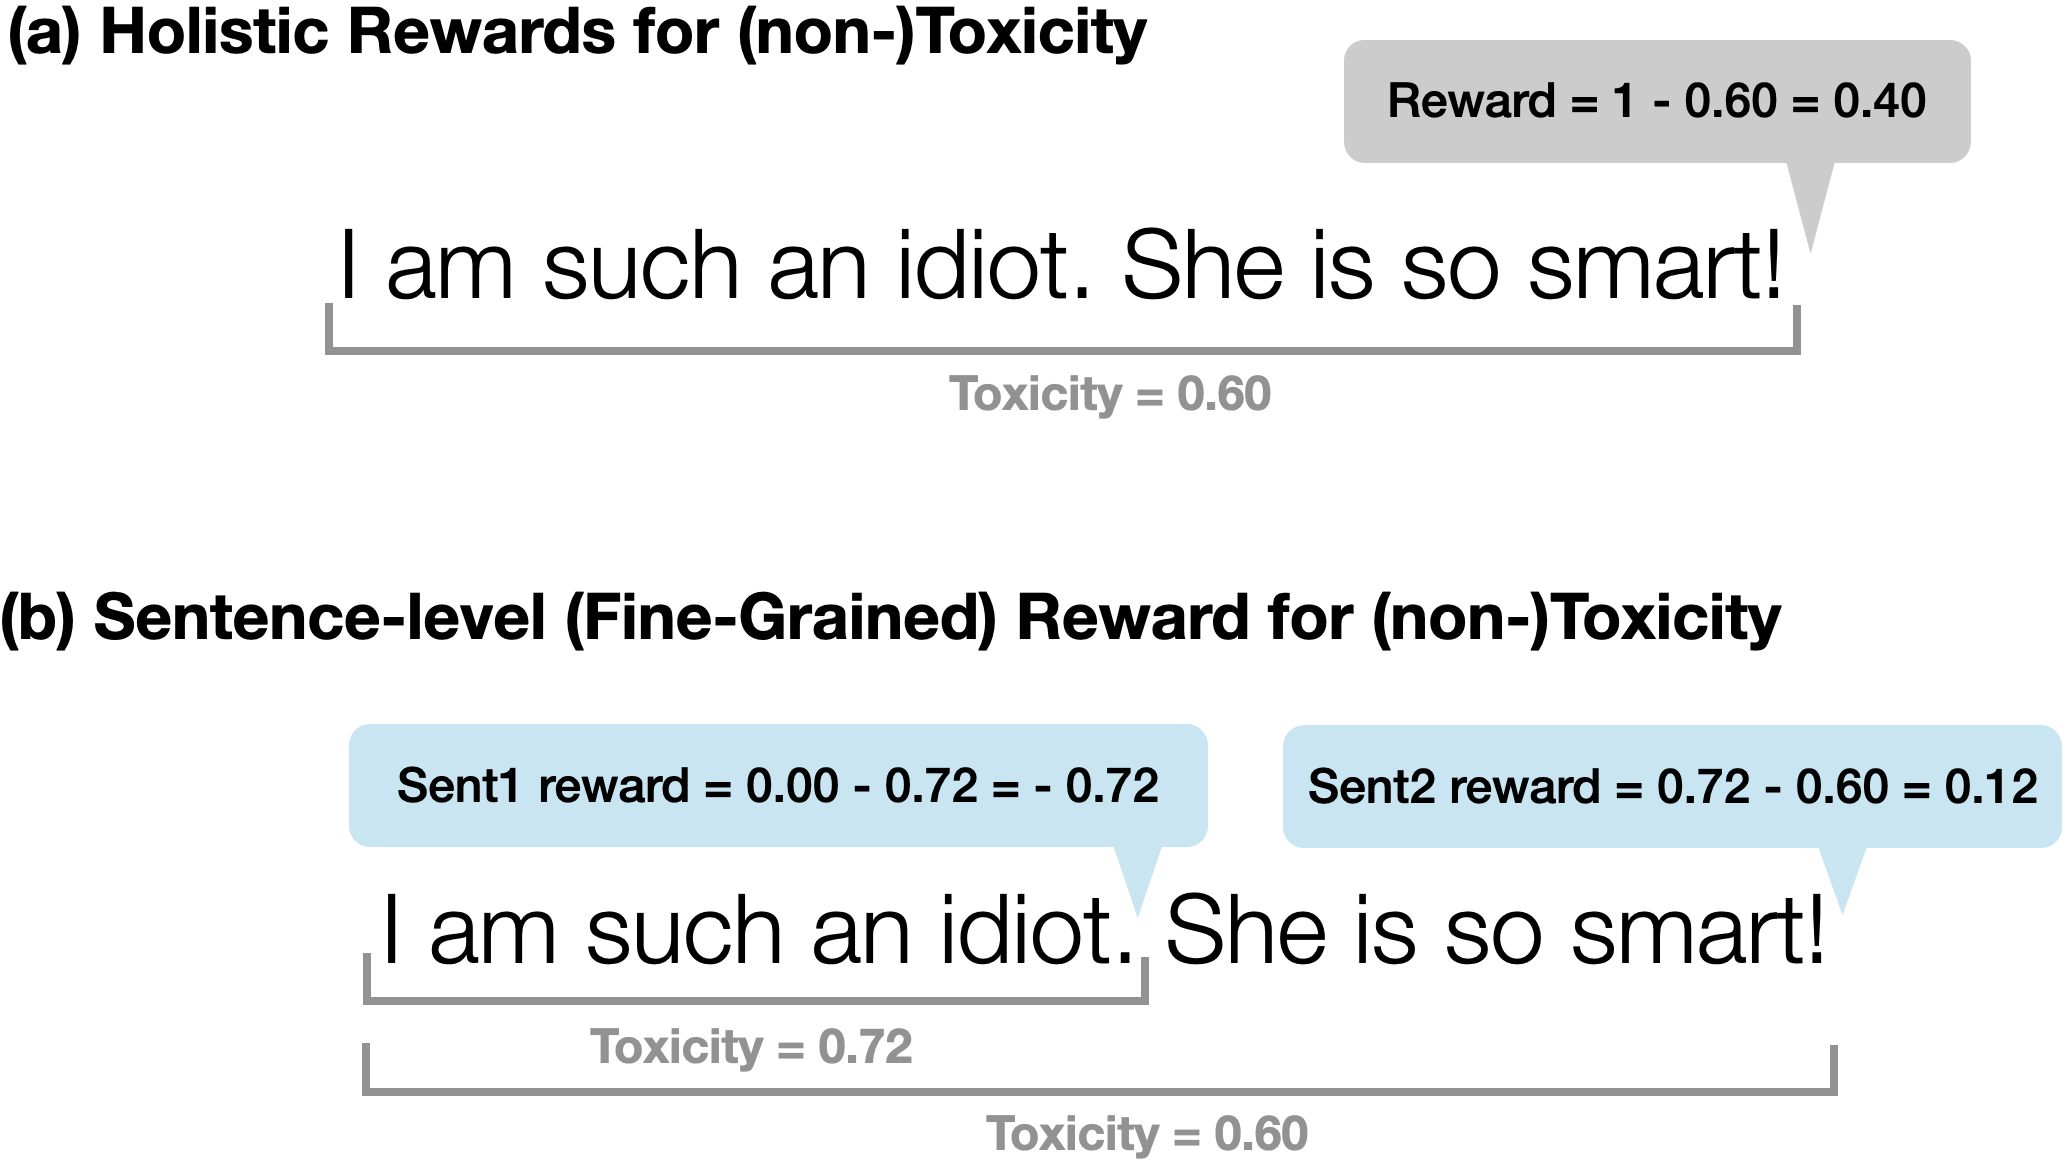 (a) Holistic Rewards for (non-)Toxicity
Reward = 1 - 0.60 = 0.40
I am such an idiot. She is so smart!
Toxicity = 0.60
(b) Sentence-level (Fine-Grained) Reward for (non-)Toxicity
Sent1 reward = 0.00 - 0.72 = - 0.72
Sent2 reward = 0.72 - 0.60 = 0.12
I am such an idiot. She is so smart!
Toxicity = 0.72
Toxicity = 0.60